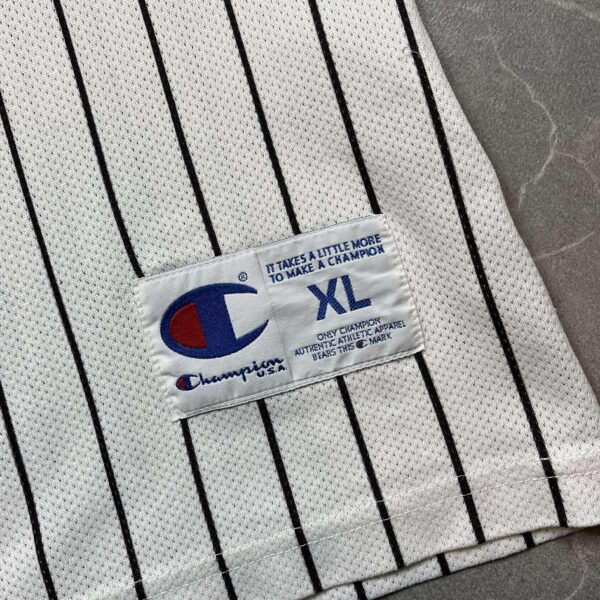 IT TAKES A LITTLE MORE
TO MAKE A CHAMPION
®
XL
Champion
U.S.A
ONLY CHAMPION
AUTHENTIC ATHLETIC APPAREL
BEARS THIS C MARK